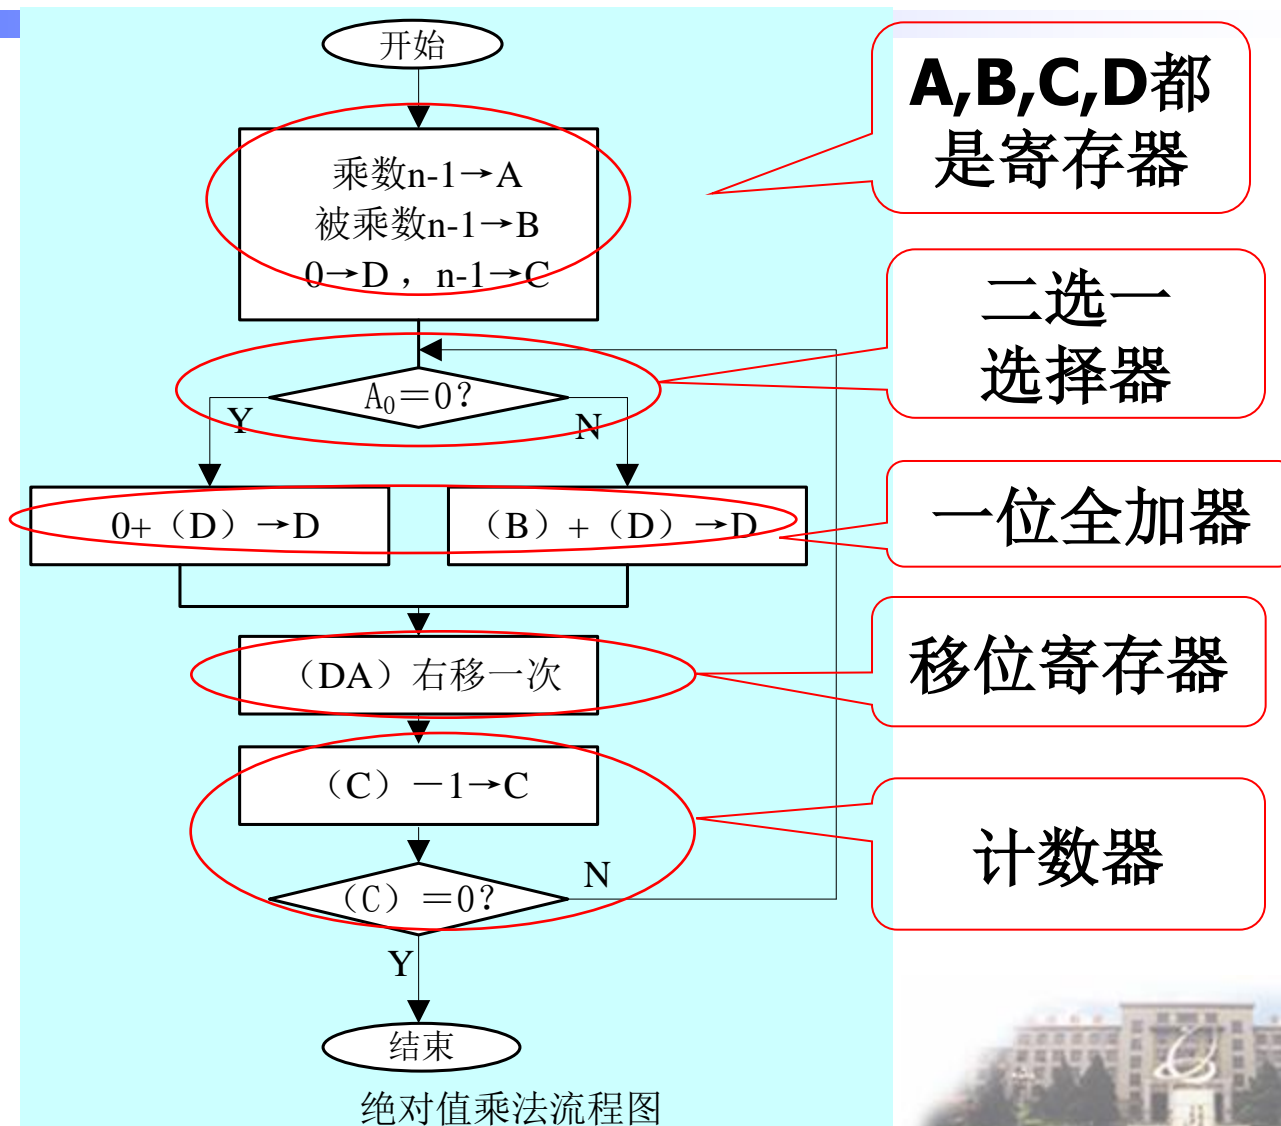 开始
乘数n-1→A
被乘数n-1→B
0→D ，n-1→C
A₀＝0？
Y
N
0+（D）→D
（B）+（D）→D
（DA）右移一次
（C）－1→C
（C）＝0？
N
Y
结束
绝对值乘法流程图
A,B,C,D都
是寄存器
二选一
选择器
一位全加器
移位寄存器
计数器